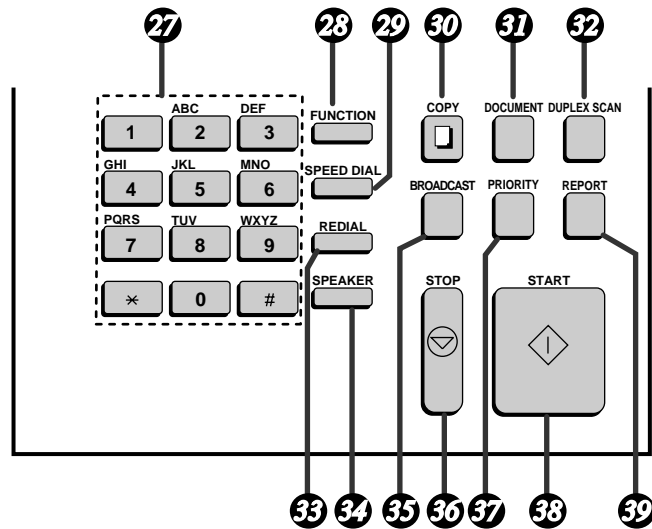 27 28 29 30 31 32
ABC DEF FUNCTION COPY DOCUMENT DUPLEX SCAN
1 2 3
GHI JKL MNO SPEED DIAL BROADCAST PRIORITY REPORT
4 5 6
PQRS TUV WXYZ REDIAL
7 8 9
SPEAKER STOP START
* 0 #
33 34 35 36 37 38 39